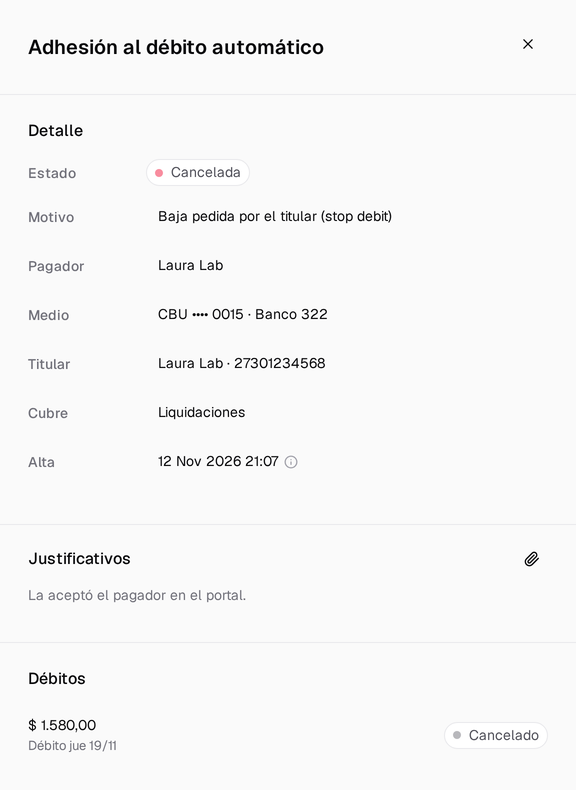 Adhesión al débito automático
Detalle
Estado Cancelada
Motivo Baja pedida por el titular (stop debit)
Pagador Laura Lab
Medio CBU •••• 0015 · Banco 322
Titular Laura Lab · 27301234568
Cubre Liquidaciones
Alta 12 Nov 2026 21:07
Justificativos
La aceptó el pagador en el portal.
Débitos
$ 1.580,00
Cancelado
Débito jue 19/11